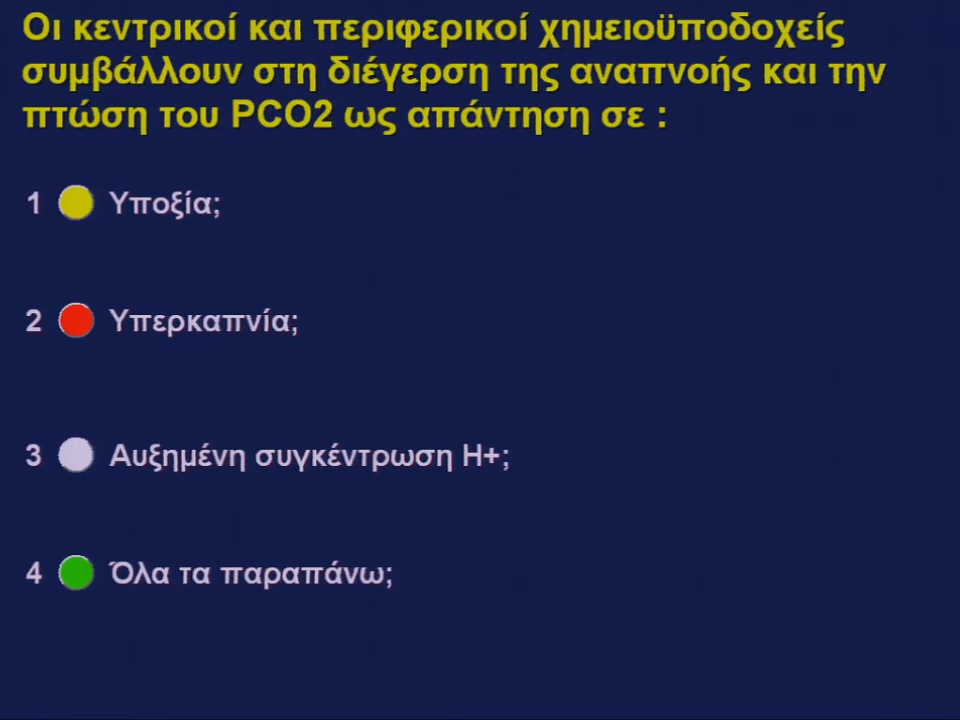 Οι κεντρικοί και περιφερικοί χημειοϋποδοχείς
συμβάλλουν στη διέγερση της αναπνοής και την
πτώση του PCO2 ως απάντηση σε :
1 Υποξία;
2 Υπερκαπνία;
3 Αυξημένη συγκέντρωση Η+;
4 Όλα τα παραπάνω;